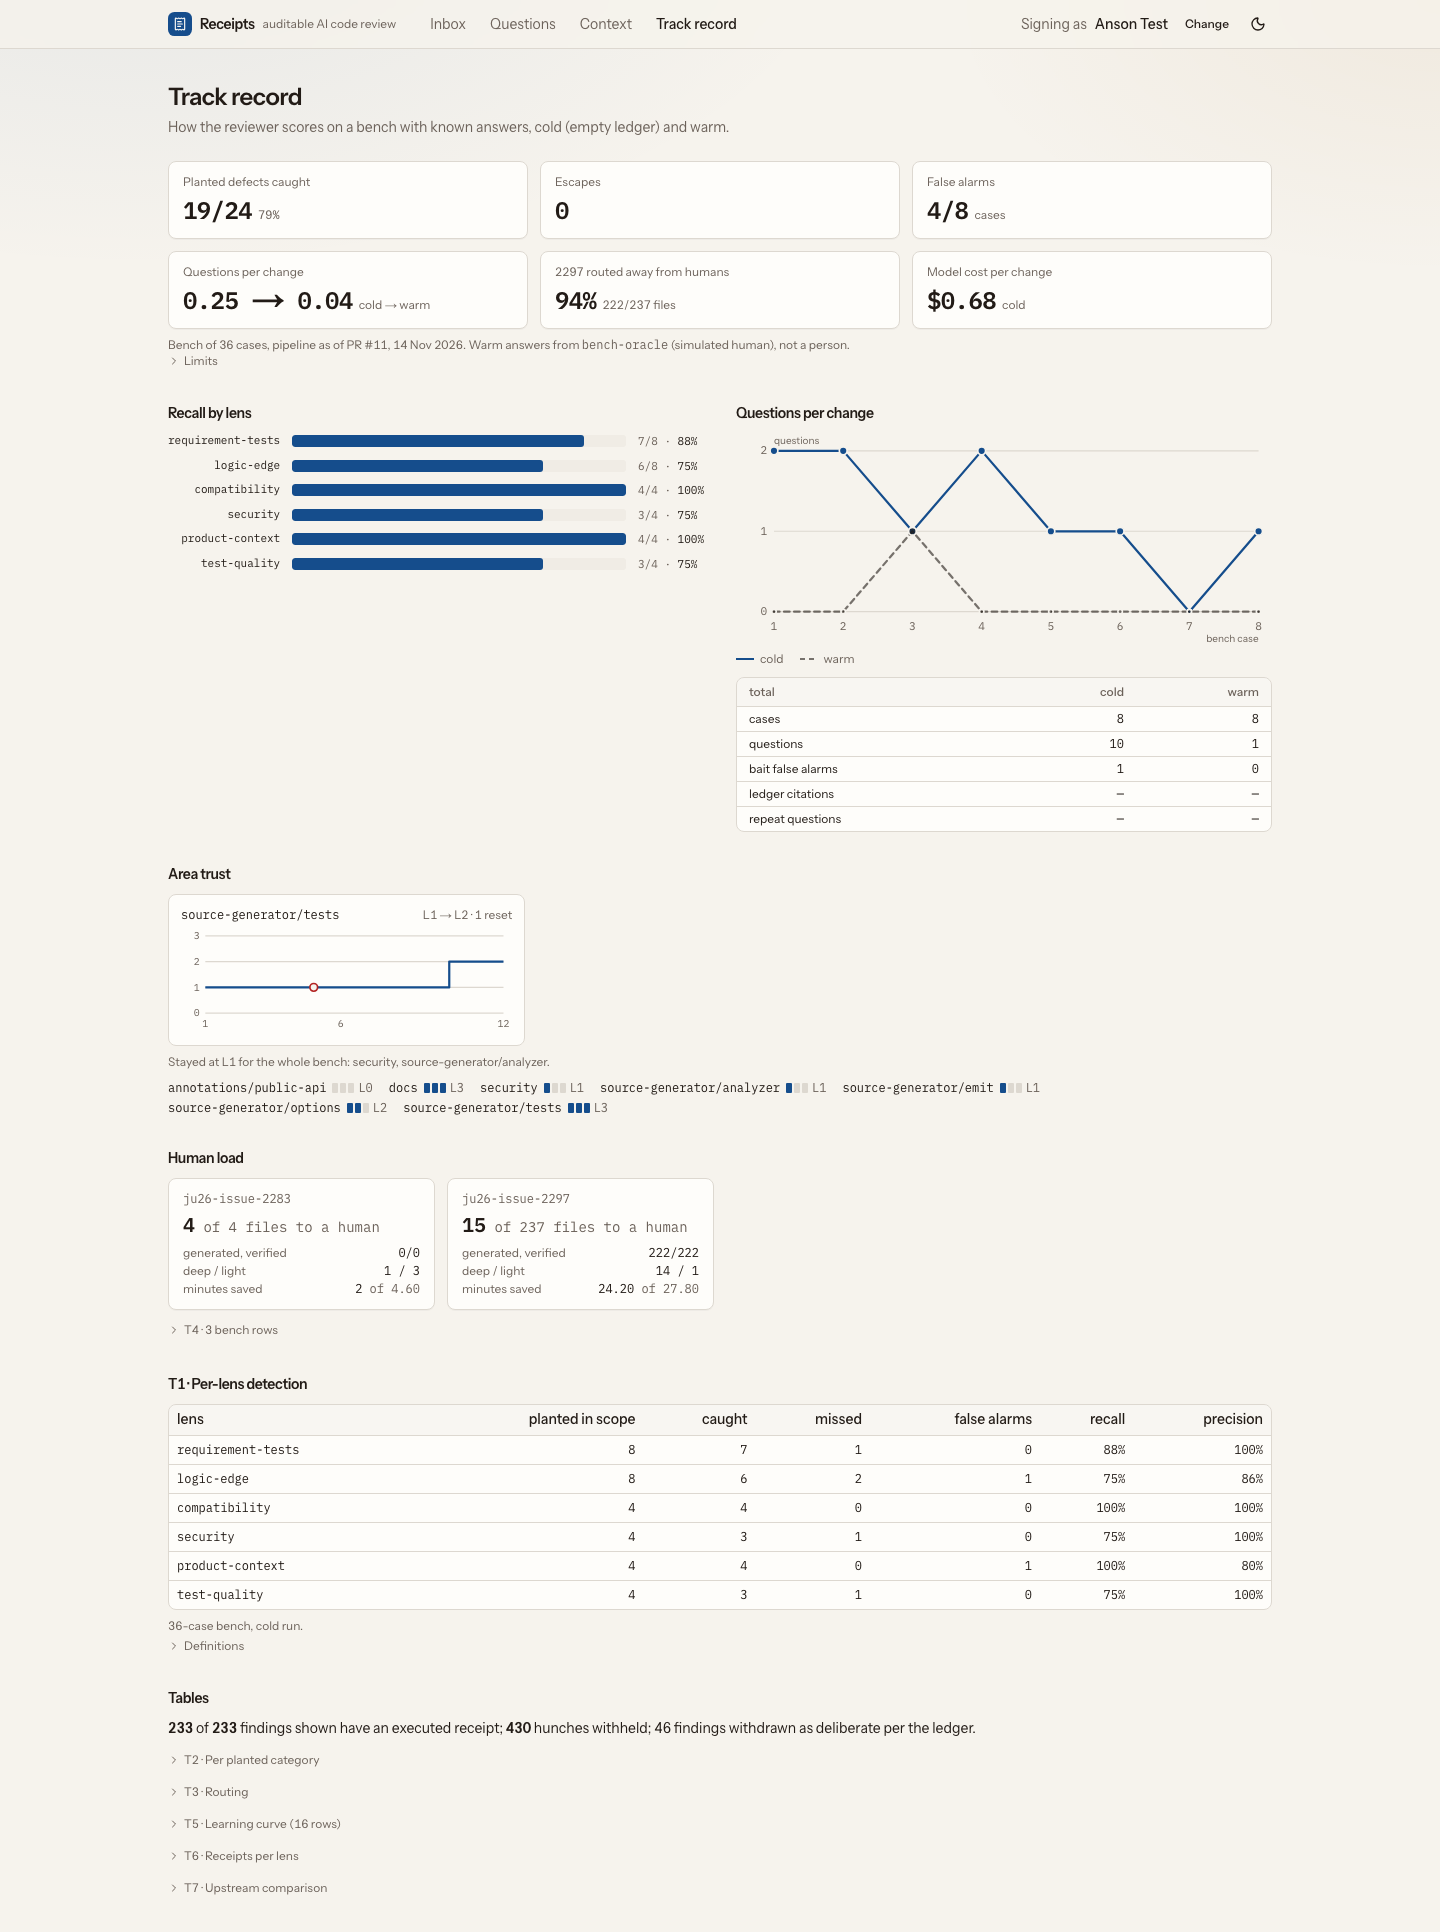 Receipts auditable AI code review Inbox Questions Context Track record Signing as Anson Test Change
Track record
How the reviewer scores on a bench with known answers, cold (empty ledger) and warm.
Planted defects caught
19/24 79%
Escapes
0
False alarms
4/8 cases
Questions per change
0.25 → 0.04 cold → warm
2297 routed away from humans
94% 222/237 files
Model cost per change
$0.68 cold
Bench of 36 cases, pipeline as of PR #11, 14 Nov 2026. Warm answers from bench-oracle (simulated human), not a person.
Limits
Recall by lens
requirement-tests 7/8 · 88%
logic-edge 6/8 · 75%
compatibility 4/4 · 100%
security 3/4 · 75%
product-context 4/4 · 100%
test-quality 3/4 · 75%
Questions per change
questions
2
1
0
1 2 3 4 5 6 7 8
bench case
cold warm
total cold warm
cases 8 8
questions 10 1
bait false alarms 1 0
ledger citations – –
repeat questions – –
Area trust
source-generator/tests L1 → L2 · 1 reset
3
2
1
0
1 6 12
Stayed at L1 for the whole bench: security, source-generator/analyzer.
annotations/public-api L0 docs L3 security L1 source-generator/analyzer L1 source-generator/emit L1
source-generator/options L2 source-generator/tests L3
Human load
ju26-issue-2283
4 of 4 files to a human
generated, verified 0/0
deep / light 1 / 3
minutes saved 2 of 4.60
ju26-issue-2297
15 of 237 files to a human
generated, verified 222/222
deep / light 14 / 1
minutes saved 24.20 of 27.80
T4 · 3 bench rows
T1 · Per-lens detection
lens planted in scope caught missed false alarms recall precision
requirement-tests 8 7 1 0 88% 100%
logic-edge 8 6 2 1 75% 86%
compatibility 4 4 0 0 100% 100%
security 4 3 1 0 75% 100%
product-context 4 4 0 1 100% 80%
test-quality 4 3 1 0 75% 100%
36-case bench, cold run.
Definitions
Tables
233 of 233 findings shown have an executed receipt; 430 hunches withheld; 46 findings withdrawn as deliberate per the ledger.
T2 · Per planted category
T3 · Routing
T5 · Learning curve (16 rows)
T6 · Receipts per lens
T7 · Upstream comparison